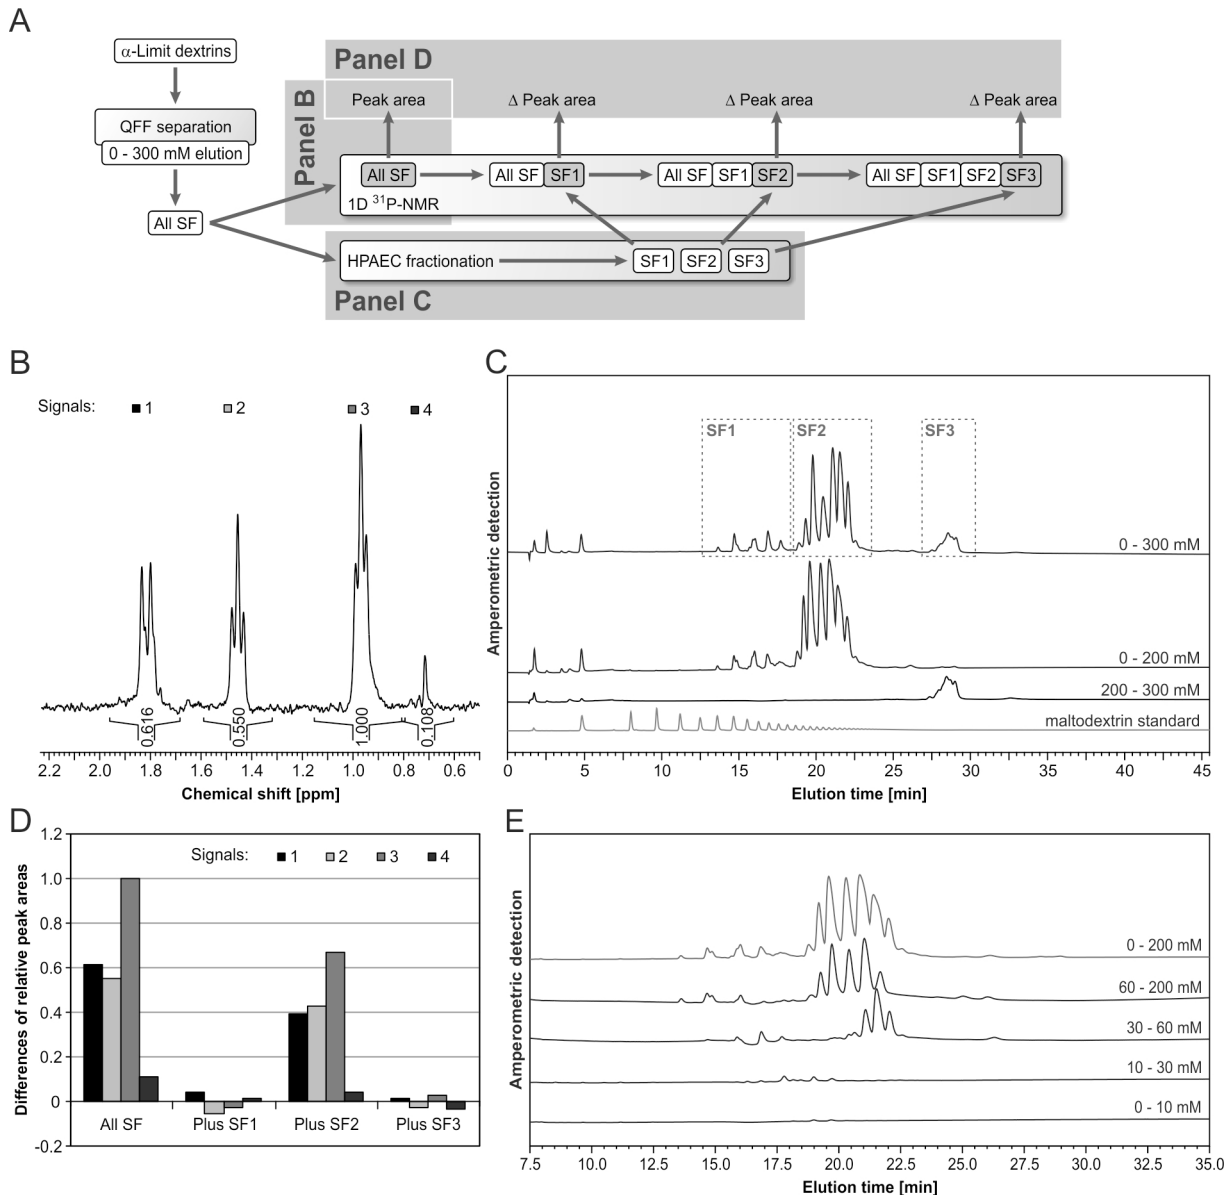 A
α-Limit dextrins
QFF separation
0 - 300 mM elution
All SF
Panel D
Panel B
Peak area
Δ Peak area
Δ Peak area
Δ Peak area
All SF
All SF SF1
All SF SF1 SF2
All SF SF1 SF2 SF3
1D ³¹P-NMR
HPAEC fractionation
SF1 SF2 SF3
Panel C
B
Signals: 1 2 3 4
0.616
0.550
1.000
0.108
2.2 2.0 1.8 1.6 1.4 1.2 1.0 0.8 0.6
Chemical shift [ppm]
C
Amperometric detection
SF1
SF2
SF3
0 - 300 mM
0 - 200 mM
200 - 300 mM
maltodextrin standard
0 5 10 15 20 25 30 35 40 45
Elution time [min]
D
Differences of relative peak areas
Signals: 1 2 3 4
1.2
1.0
0.8
0.6
0.4
0.2
0
-0.2
All SF Plus SF1 Plus SF2 Plus SF3
E
Amperometric detection
0 - 200 mM
60 - 200 mM
30 - 60 mM
10 - 30 mM
0 - 10 mM
7.5 10.0 12.5 15.0 17.5 20.0 22.5 25.0 27.5 30.0 32.5 35.0
Elution time [min]